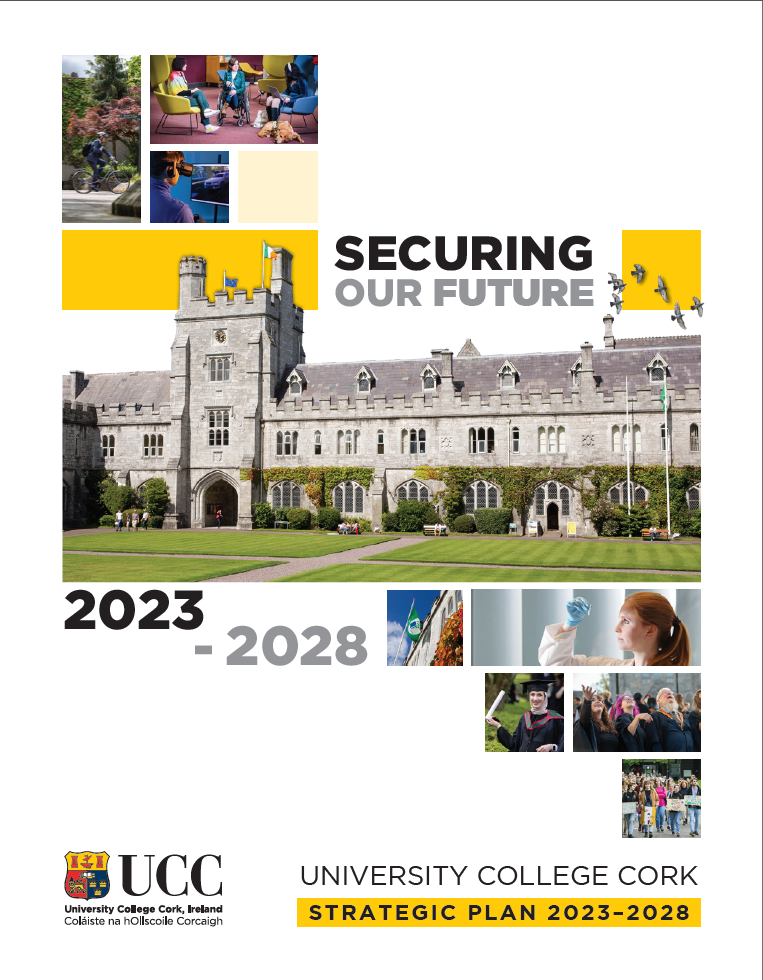 SECURING
OUR FUTURE
2023
- 2028
UCC
University College Cork, Ireland
Coláiste na hOllscoile Corcaigh
UNIVERSITY COLLEGE CORK
STRATEGIC PLAN 2023–2028